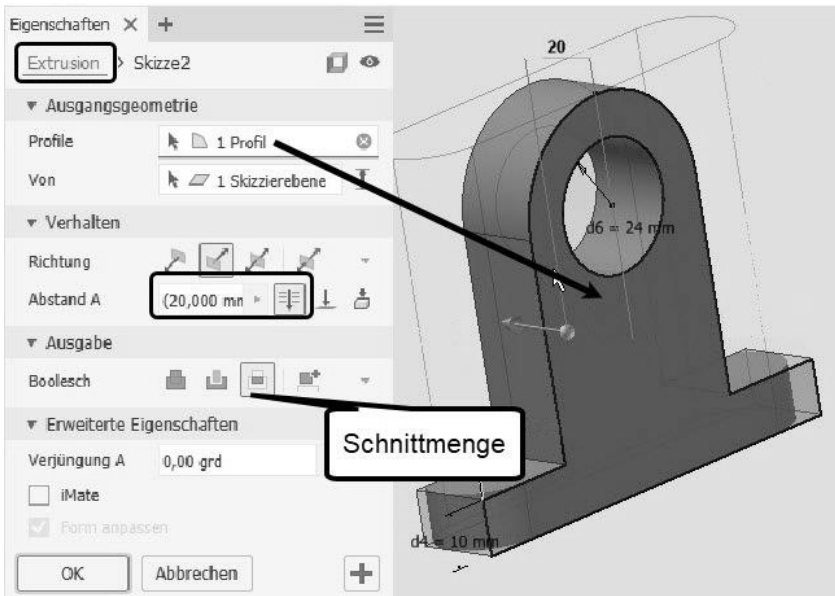 Eigenschaften × +
Extrusion > Skizze2
Ausgangsgeometrie
Profile 1 Profil
Von 1 Skizzierebene
Verhalten
Richtung
Abstand A (20,000 mm
Ausgabe
Boolesch
Erweiterte Eigenschaften
Verjüngung A 0,00 grd
iMate
Form anpassen
OK Abbrechen +
Schnittmenge
20
d6 = 24 mm
d4 = 10 mm